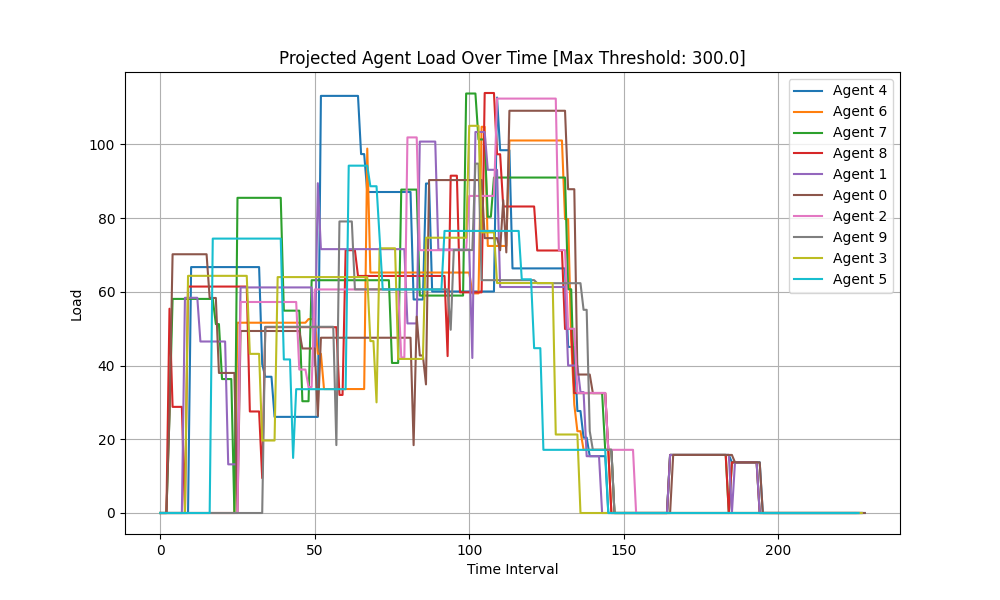 Projected Agent Load Over Time [Max Threshold: 300.0]
Load
100
80
60
40
20
0
0 50 100 150 200
Time Interval
Agent 4
Agent 6
Agent 7
Agent 8
Agent 1
Agent 0
Agent 2
Agent 9
Agent 3
Agent 5